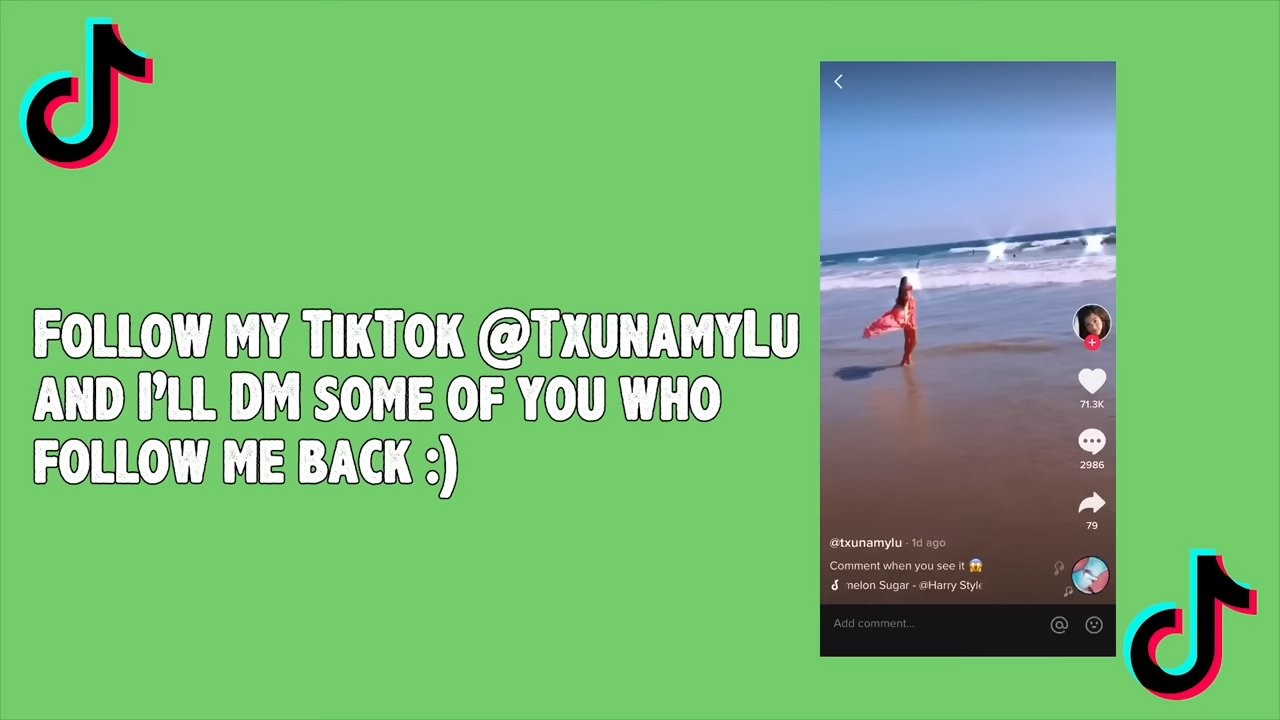 Follow my TikTok @TxunamyLu
and I'll DM some of you who
follow me back :)
71.3K
2986
79
@txunamylu · 1d ago
Comment when you see it 😱
melon Sugar - @Harry Style
Add comment...